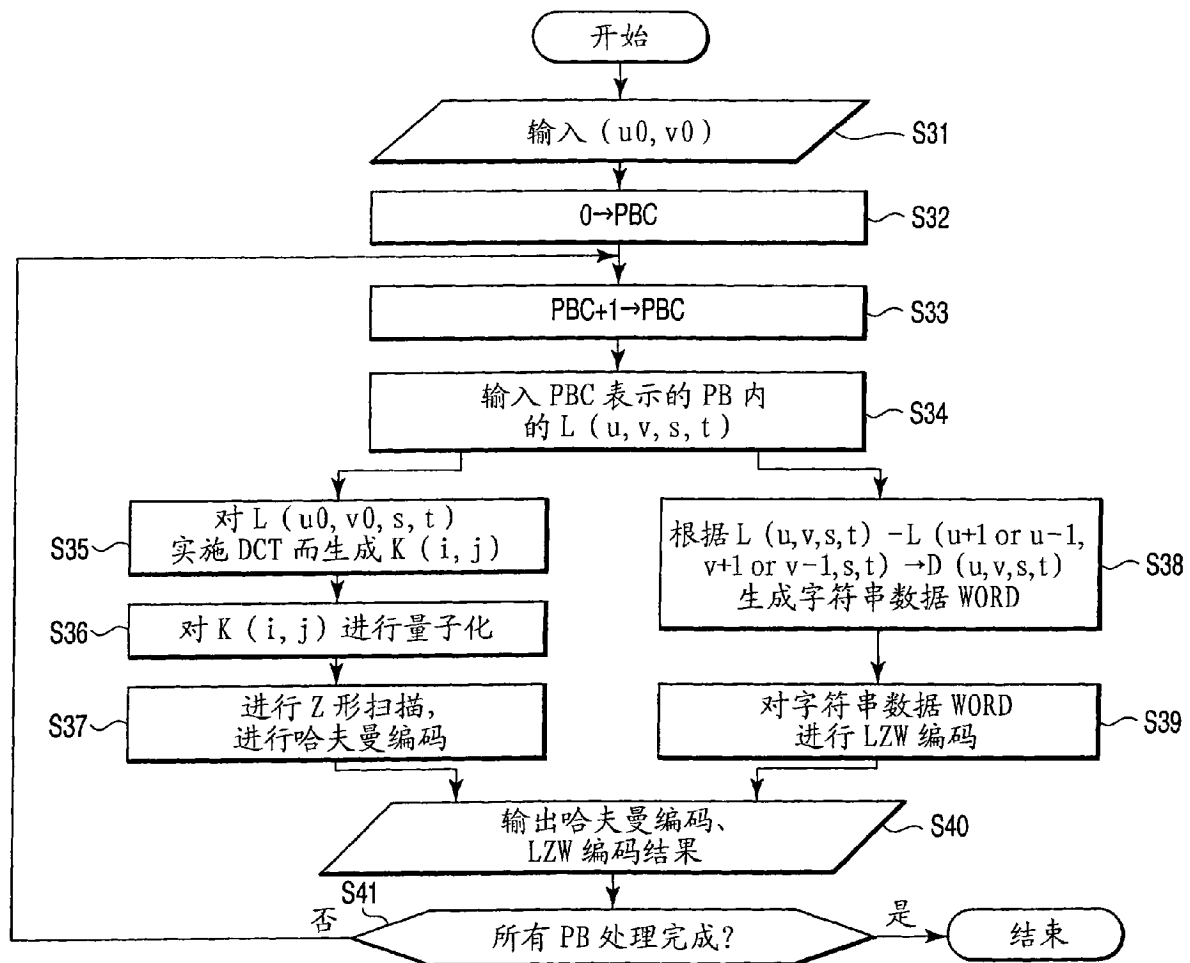 开始
输入 (u0, v0)
S31
0→PBC
S32
PBC+1→PBC
S33
输入 PBC 表示的 PB 内
的 L (u, v, s, t)
S34
对 L (u0, v0, s, t)
实施 DCT 而生成 K (i, j)
S35
对 K (i, j) 进行量子化
S36
进行 Z 形扫描,
进行哈夫曼编码
S37
根据 L (u,v,s,t) -L (u+1 or u-1,
v+1 or v-1,s,t) →D (u,v,s,t)
生成字符串数据 WORD
S38
对字符串数据 WORD
进行 LZW 编码
S39
输出哈夫曼编码、
LZW 编码结果
S40
S41
否
所有 PB 处理完成?
是
结束